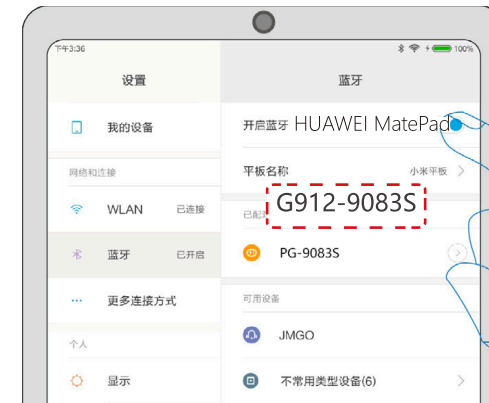 下午3:36
100%
设置
蓝牙
我的设备
开启蓝牙 HUAWEI MatePad
网络和连接
平板名称
小米平板
WLAN
已连接
G912-9083S
蓝牙
已开启
PG-9083S
更多连接方式
可用设备
个人
JMGO
显示
不常用类型设备(6)